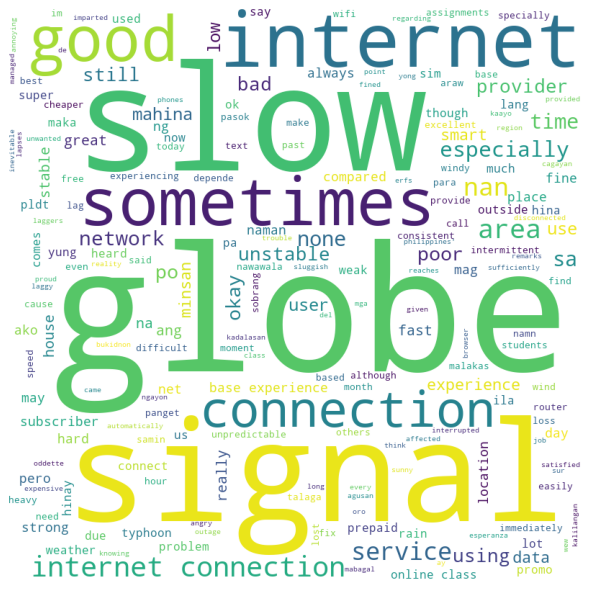 im imparted used wifi assignments say specially annoying
good internet
de regarding managed
low base point yong
best cheaper still always sim fined araw provided
bad provider
super mahina ok lang pasok kaayo
slow
inevitable lapses maka ng now though smart excellent region time
great text make past today windy cagayan
unwanted free experiencing phones compared especially
stable pldt lag depende para much fine
sometimes nan
erfs place
laggers network none provide outside hina use
comes yung naman call consistent area
heard pa unstable philippines intermittent disconnected
even said po nawawala weak mag poor remarks sa
trouble
proud reality sluggish reaches sufficiently find
laggy cause minsan okay user fast
globe
ako na sobrang mga given namn
speed house ang kadalasan del browser students
difficult moment class although malakas
bukidnon
may came net based month ila wind
ngayon base experience experience router
subscriber panget us connection loss
automatically samin unpredictable others day
hard connect think affected interrupted job
signal
oddette hour long every sunny location satisfied
pero hinay really talaga agusan sur easily
expensive angry fix oro
heavy need strong typhoon lost prepaid immediately
outage rain kalilangan
due weather problem service using lot
knowing data esperanza
internet connection mabagal ay online class promo wew